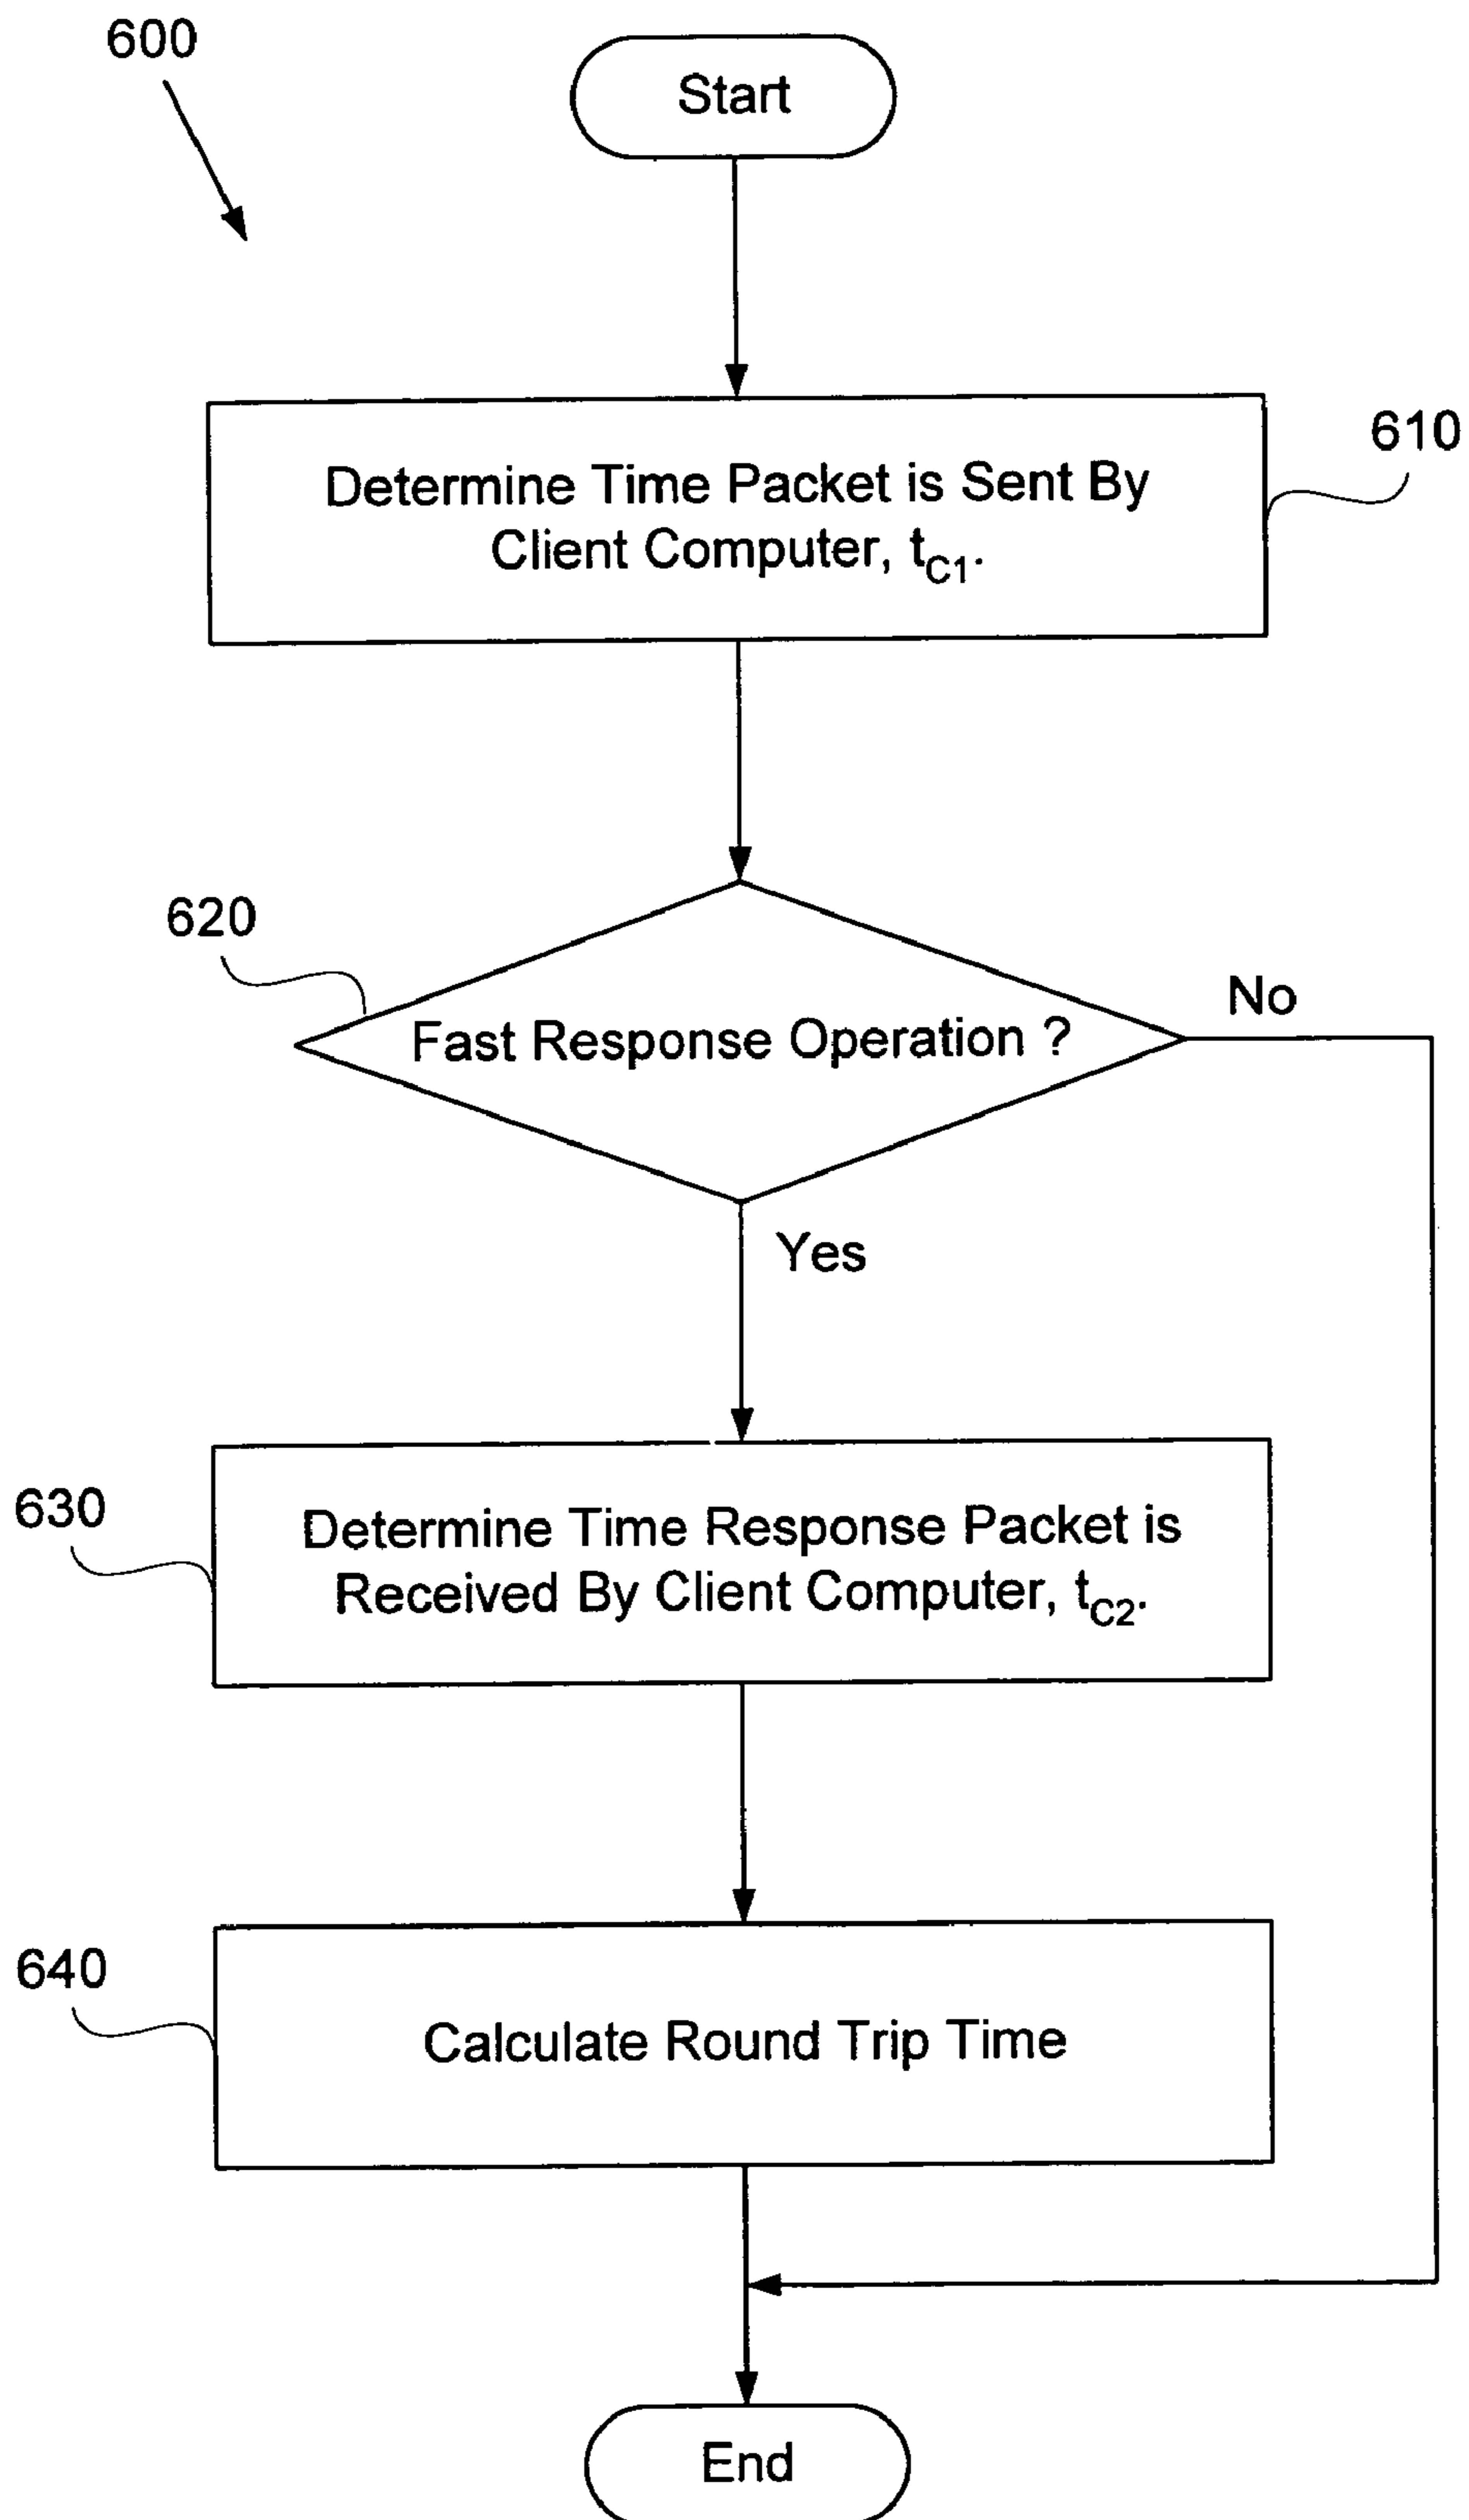 600
Start
610
Determine Time Packet is Sent By
Client Computer, tC1.
620
Fast Response Operation ?
No
Yes
630
Determine Time Response Packet is
Received By Client Computer, tC2.
640
Calculate Round Trip Time
End